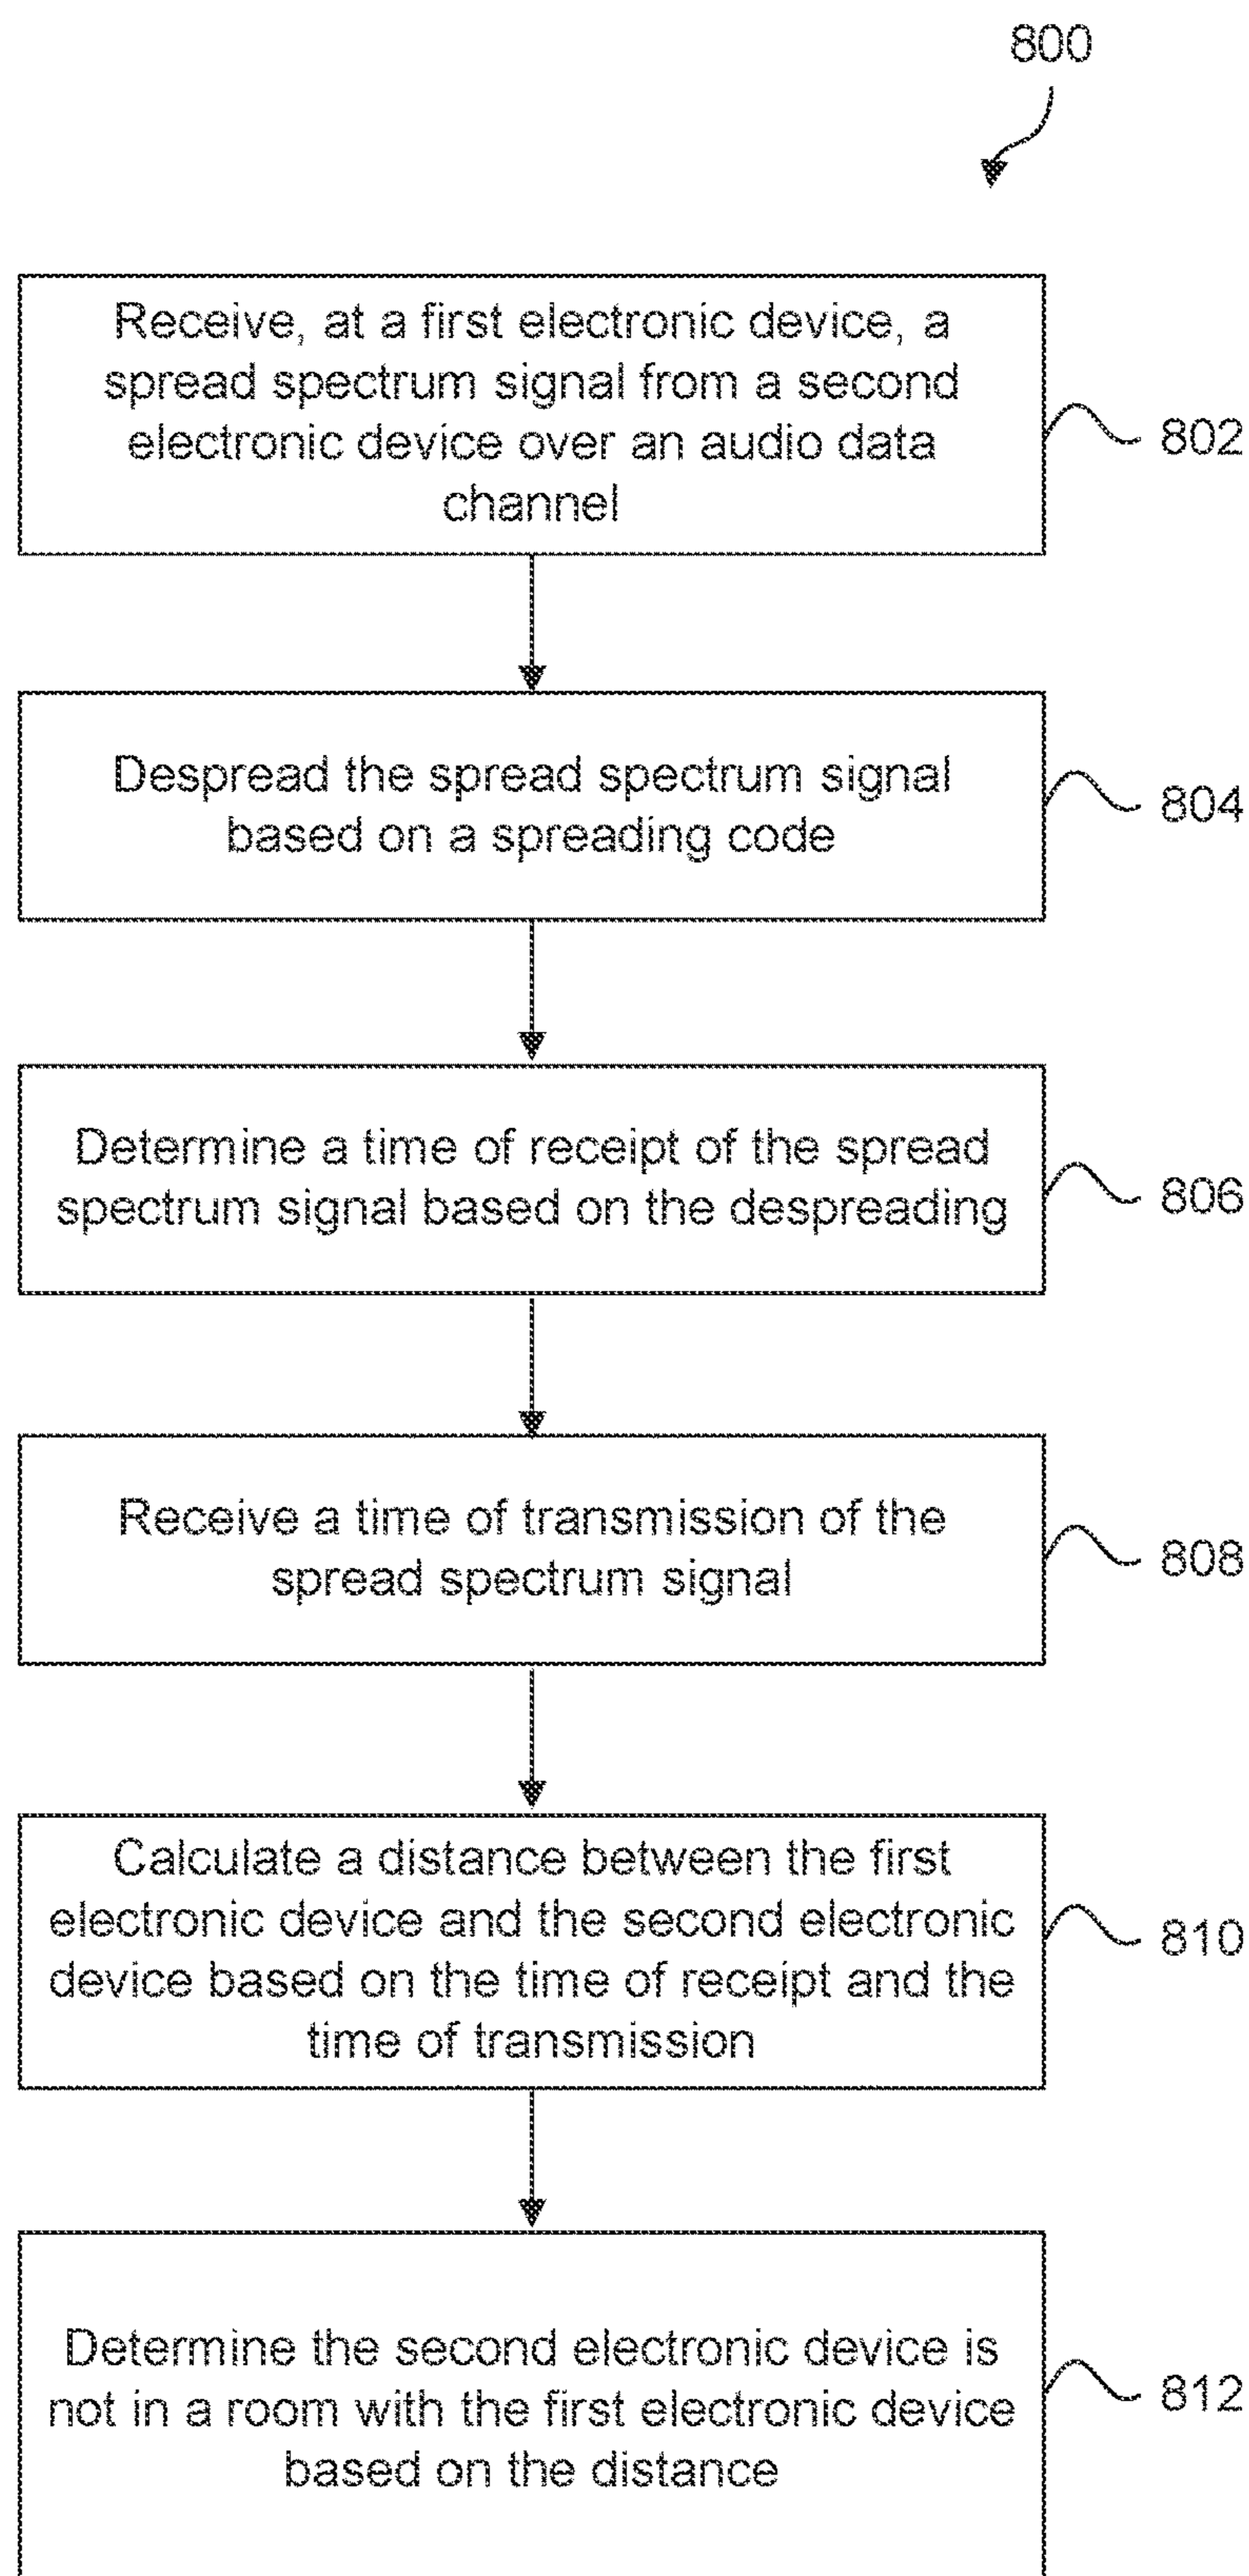 800
Receive, at a first electronic device, a
spread spectrum signal from a second
electronic device over an audio data
channel
802
Despread the spread spectrum signal
based on a spreading code
804
Determine a time of receipt of the spread
spectrum signal based on the despreading
806
Receive a time of transmission of the
spread spectrum signal
808
Calculate a distance between the first
electronic device and the second electronic
device based on the time of receipt and the
time of transmission
810
Determine the second electronic device is
not in a room with the first electronic device
based on the distance
812